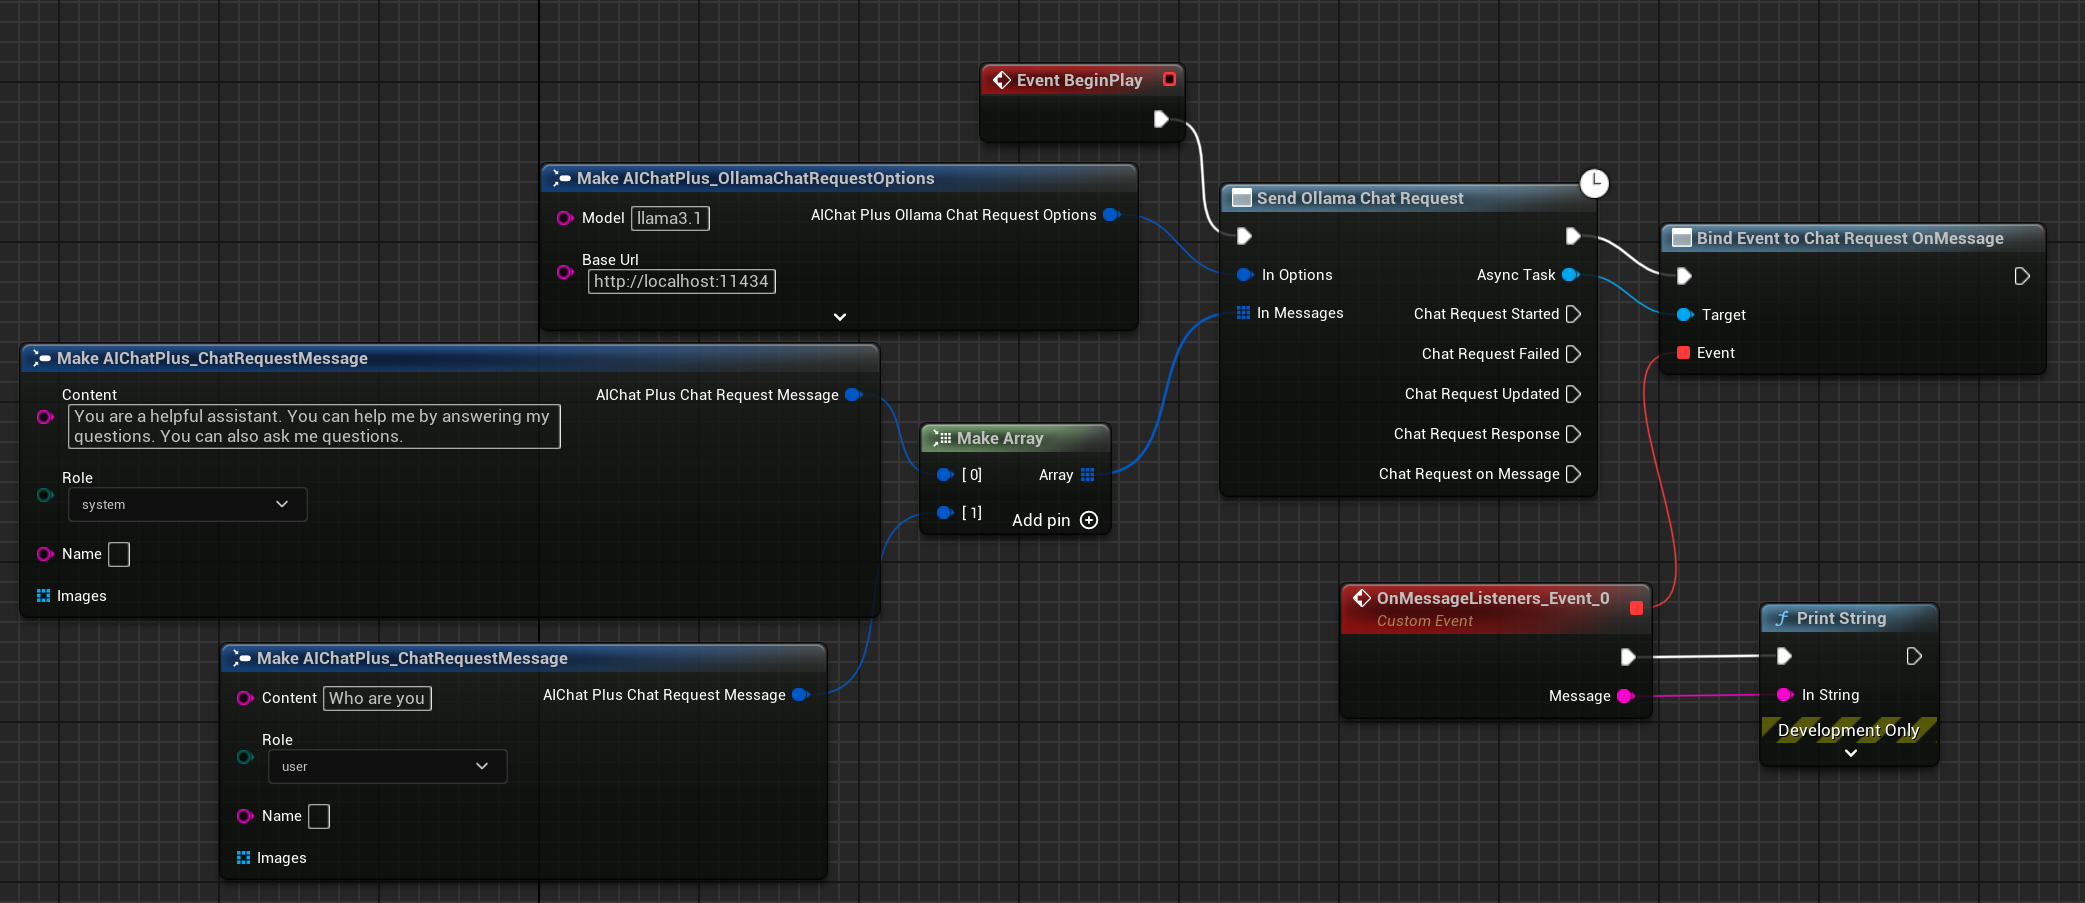 Event BeginPlay
Make AIChatPlus_OllamaChatRequestOptions
Model llama3.1
AIChat Plus Ollama Chat Request Options
Base Url
http://localhost:11434
Send Ollama Chat Request
In Options
Async Task
In Messages
Chat Request Started
Chat Request Failed
Chat Request Updated
Chat Request Response
Chat Request on Message
Bind Event to Chat Request OnMessage
Target
Event
Make AIChatPlus_ChatRequestMessage
Content
AIChat Plus Chat Request Message
You are a helpful assistant. You can help me by answering my
questions. You can also ask me questions.
Role
system
Name
Images
Make Array
[ 0]
Array
[ 1]
Add pin
Make AIChatPlus_ChatRequestMessage
Content Who are you
AIChat Plus Chat Request Message
Role
user
Name
Images
OnMessageListeners_Event_0
Custom Event
Message
f Print String
In String
Development Only